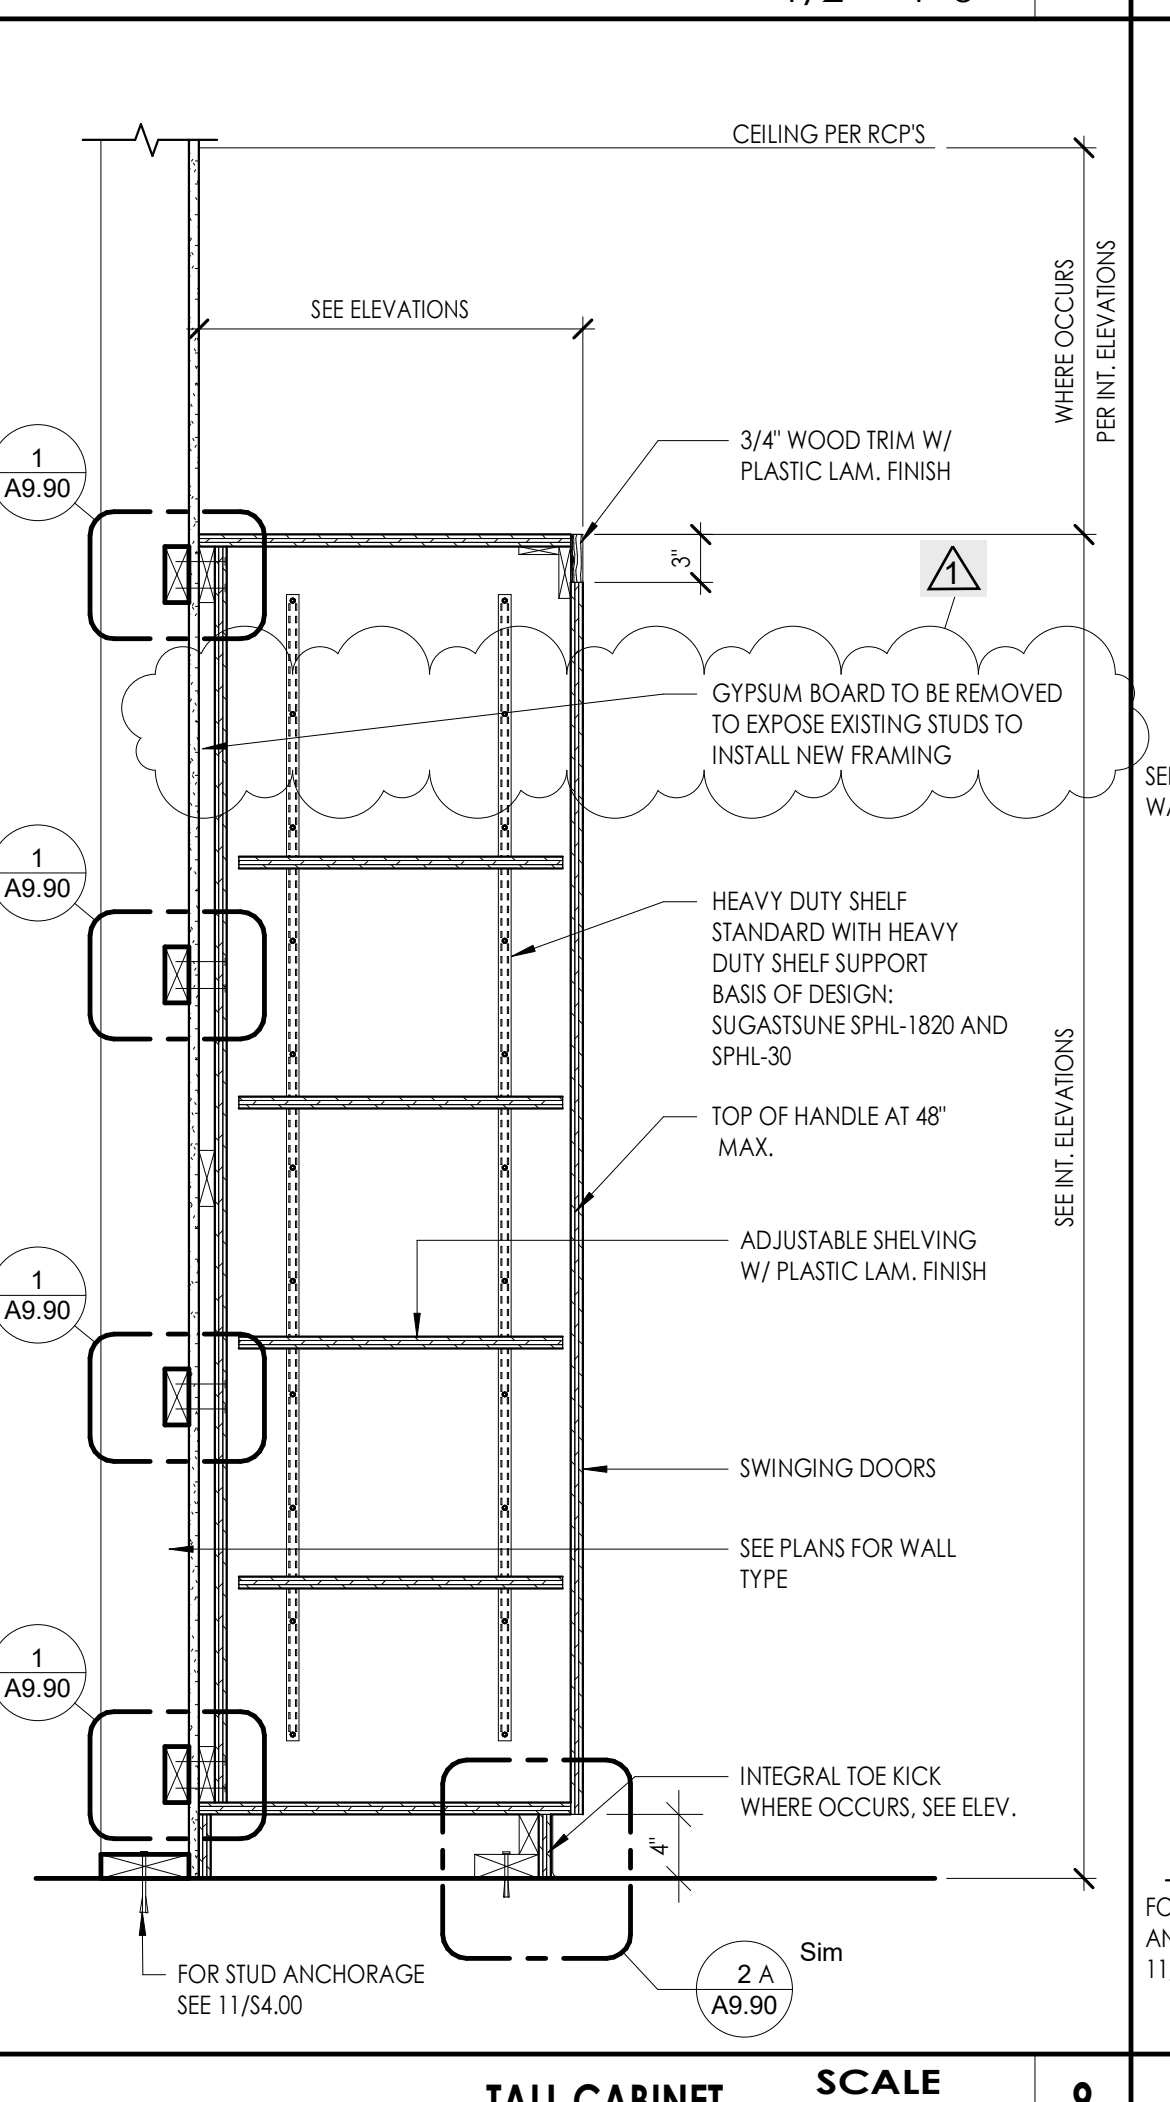 CEILING PER RCP'S
WHERE OCCURS
PER INT. ELEVATIONS
SEE ELEVATIONS
3/4" WOOD TRIM W/
PLASTIC LAM. FINISH
1
A9.90
3"
1
GYPSUM BOARD TO BE REMOVED
TO EXPOSE EXISTING STUDS TO
INSTALL NEW FRAMING
1
A9.90
HEAVY DUTY SHELF
STANDARD WITH HEAVY
DUTY SHELF SUPPORT
BASIS OF DESIGN:
SUGASTSUNE SPHL-1820 AND
SPHL-30
SEE INT. ELEVATIONS
TOP OF HANDLE AT 48"
MAX.
ADJUSTABLE SHELVING
W/ PLASTIC LAM. FINISH
1
A9.90
SWINGING DOORS
SEE PLANS FOR WALL
TYPE
1
A9.90
INTEGRAL TOE KICK
WHERE OCCURS, SEE ELEV.
4"
FOR STUD ANCHORAGE
SEE 11/S4.00
2 A
A9.90
Sim
TALL CABINET
SCALE